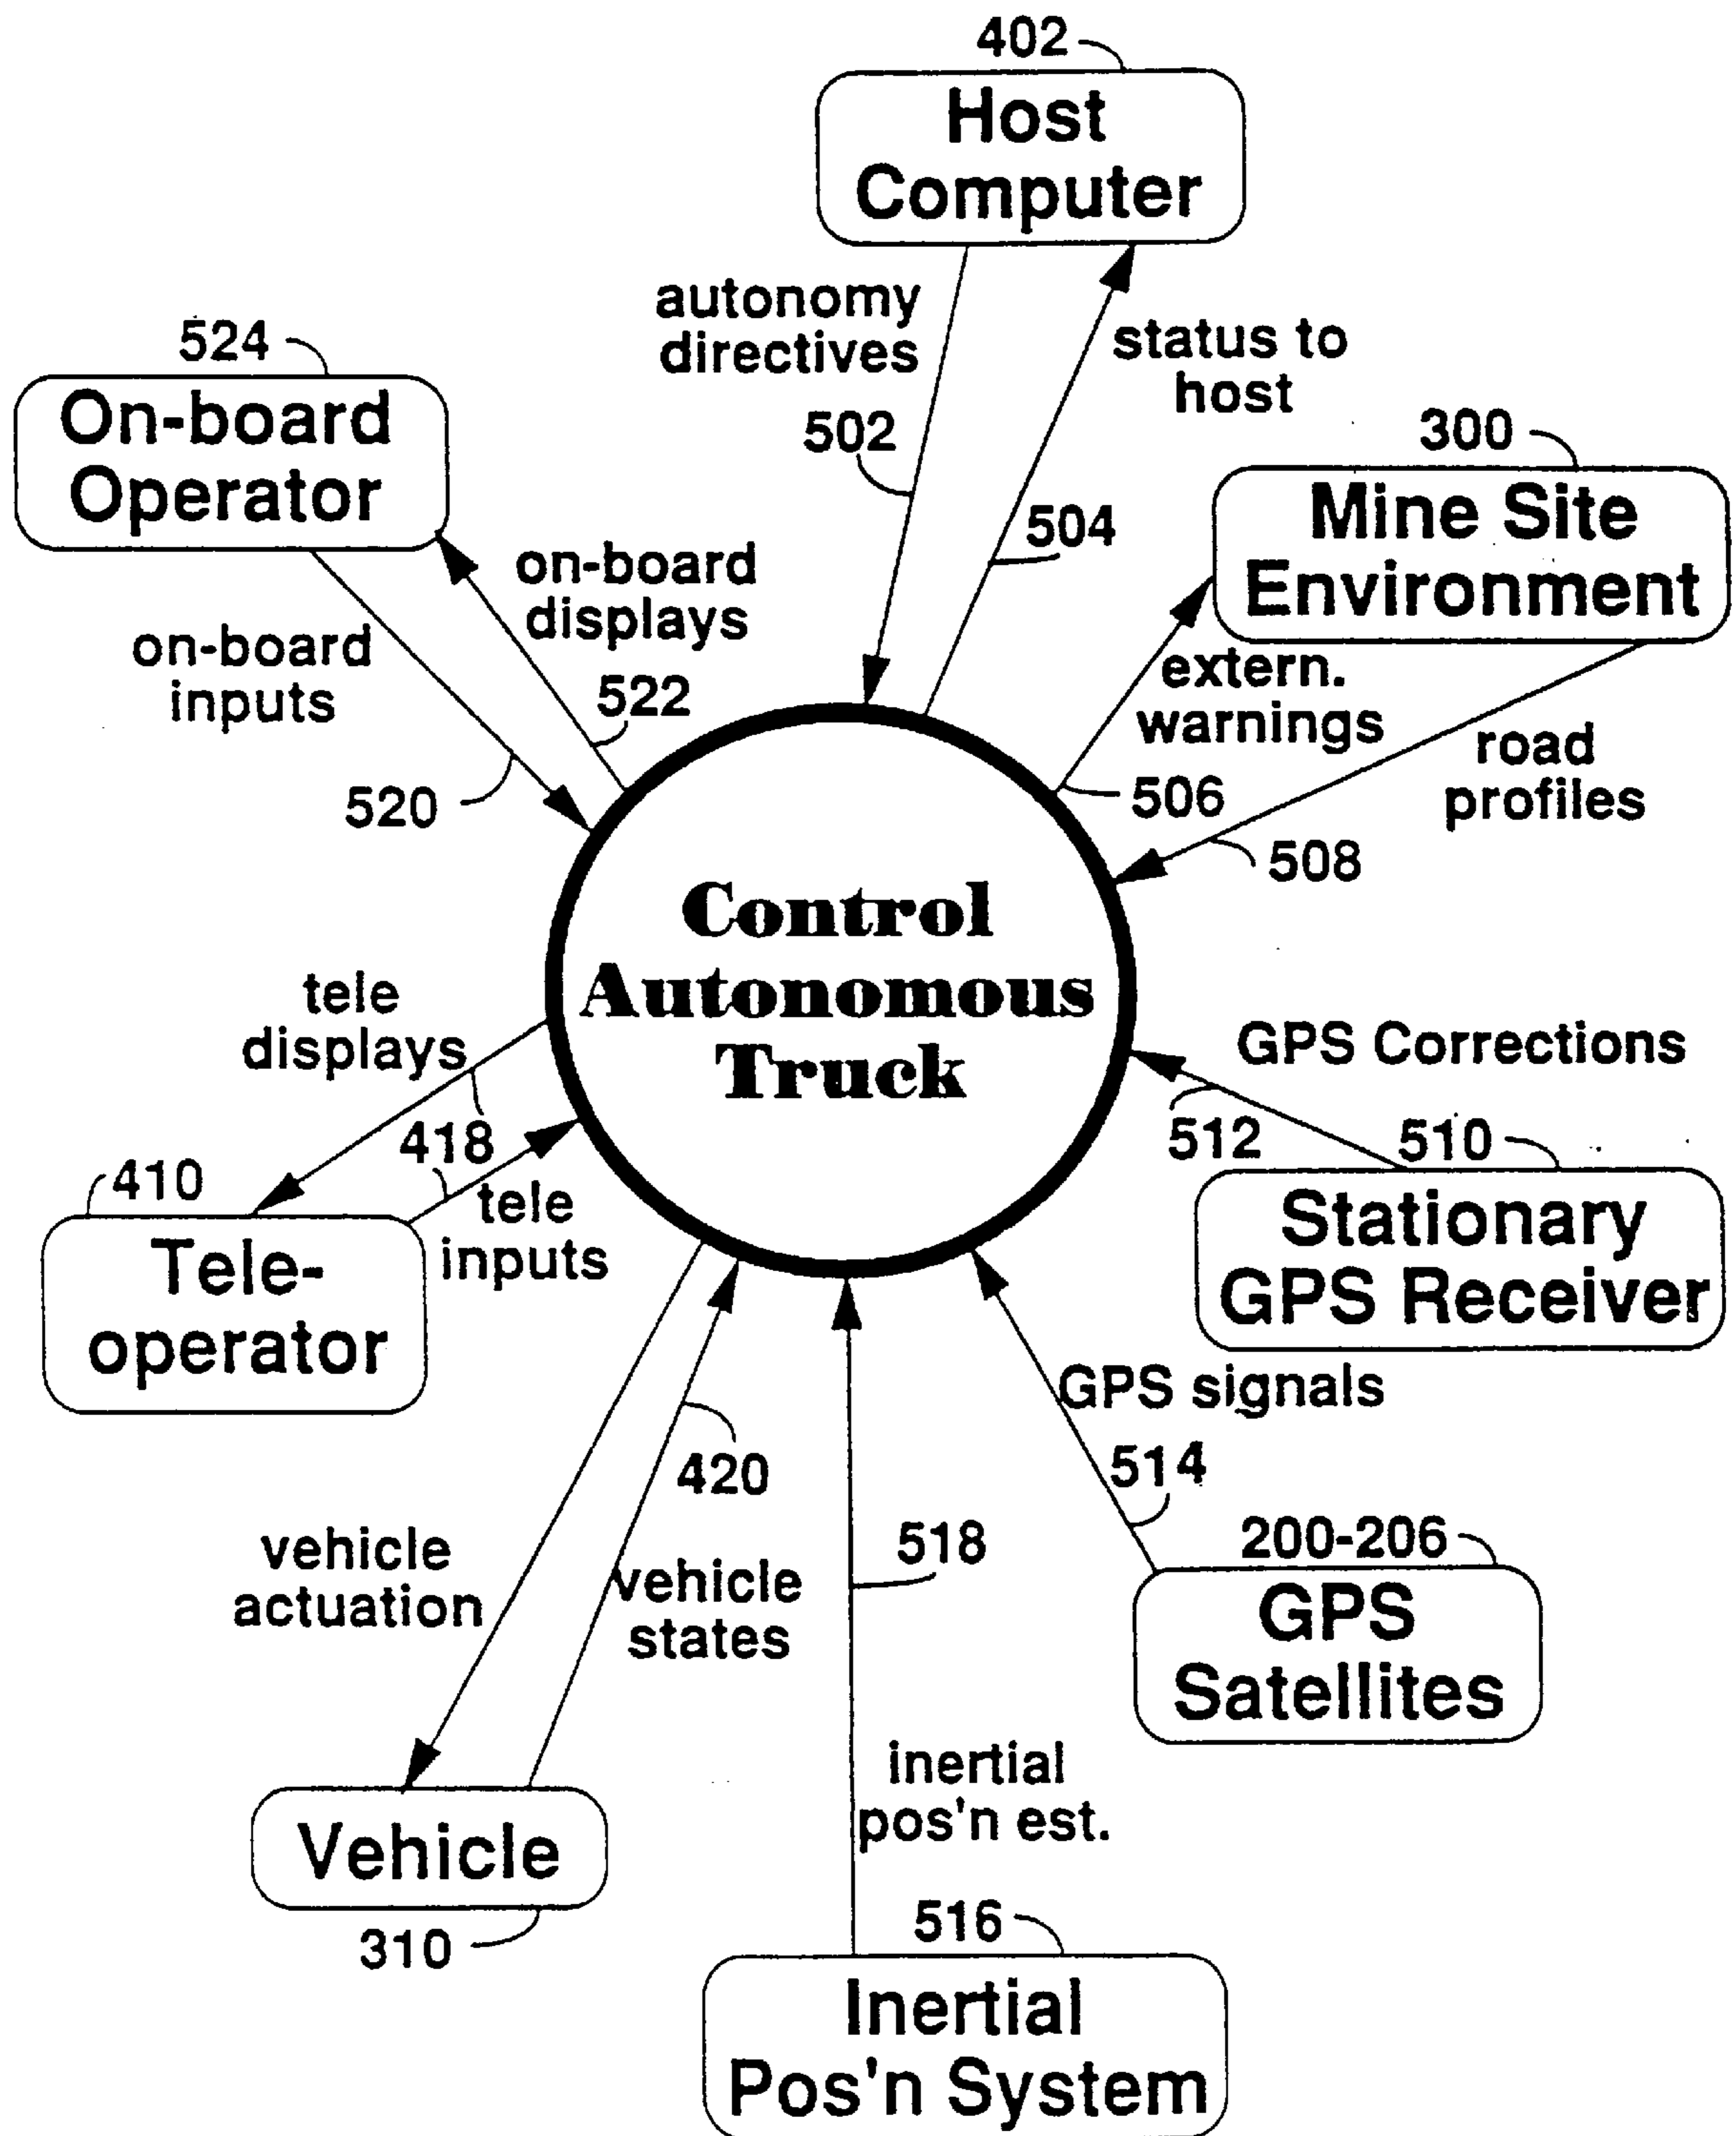 402
Host
Computer
autonomy
directives
502
status to
host
504
524
On-board
Operator
on-board
displays
522
on-board
inputs
520
300
Mine Site
Environment
extern.
warnings
506
road
profiles
508
Control
Autonomous
Truck
tele
displays
418
418
tele
inputs
410
Tele-
operator
GPS Corrections
512
510
Stationary
GPS Receiver
GPS signals
514
200-206
GPS
Satellites
420
vehicle
actuation
vehicle
states
518
inertial
pos'n est.
Vehicle
310
516
Inertial
Pos'n System